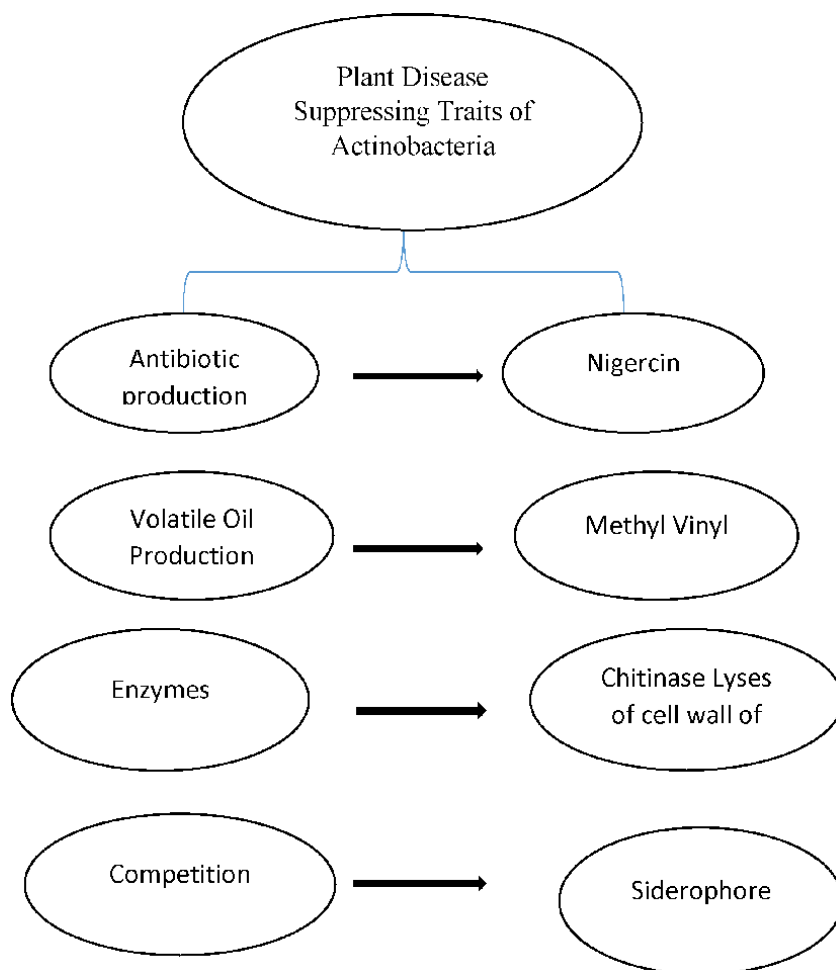 Plant Disease
Suppressing Traits of
Actinobacteria
Antibiotic
production
Nigercin
Volatile Oil
Production
Methyl Vinyl
Enzymes
Chitinase Lyses
of cell wall of
Competition
Siderophore